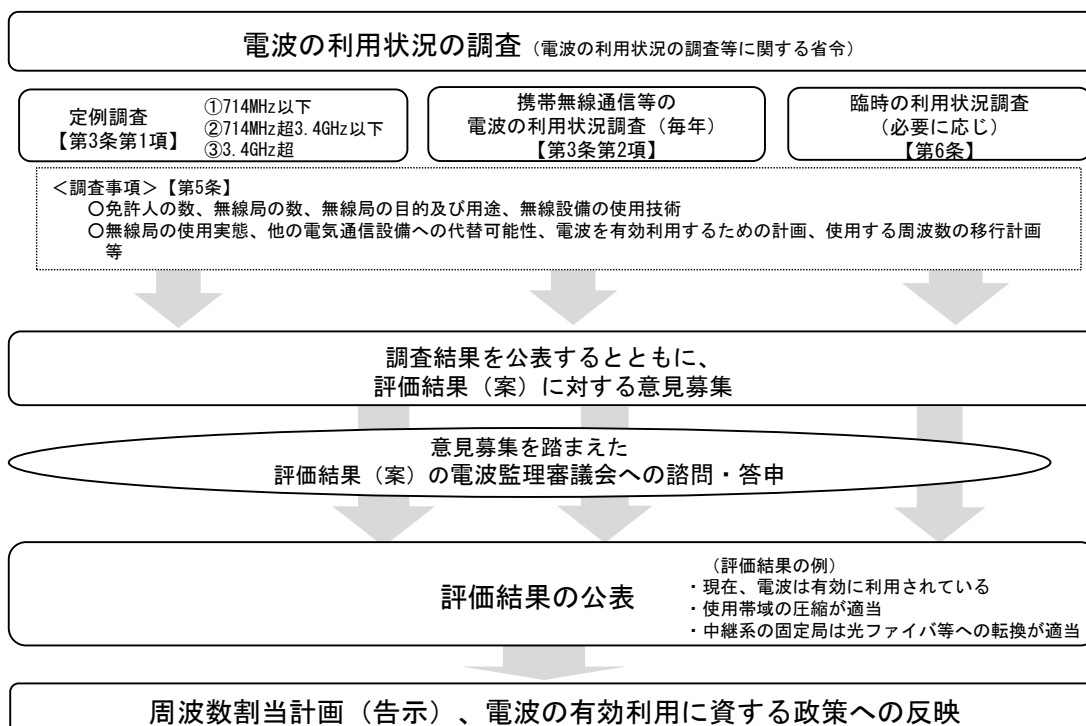 電波の利用状況の調査（電波の利用状況の調査等に関する省令）
定例調査
【第3条第1項】
①714MHz以下
②714MHz超3.4GHz以下
③3.4GHz超
携帯無線通信等の
電波の利用状況調査（毎年）
【第3条第2項】
臨時の利用状況調査
（必要に応じ）
【第6条】
＜調査事項＞【第5条】
〇免許人の数、無線局の数、無線局の目的及び用途、無線設備の使用技術
〇無線局の使用実態、他の電気通信設備への代替可能性、電波を有効利用するための計画、使用する周波数の移行計画
等
調査結果を公表するとともに、
評価結果（案）に対する意見募集
意見募集を踏まえた
評価結果（案）の電波監理審議会への諮問・答申
評価結果の公表
（評価結果の例）
・現在、電波は有効に利用されている
・使用帯域の圧縮が適当
・中継系の固定局は光ファイバ等への転換が適当
周波数割当計画（告示）、電波の有効利用に資する政策への反映